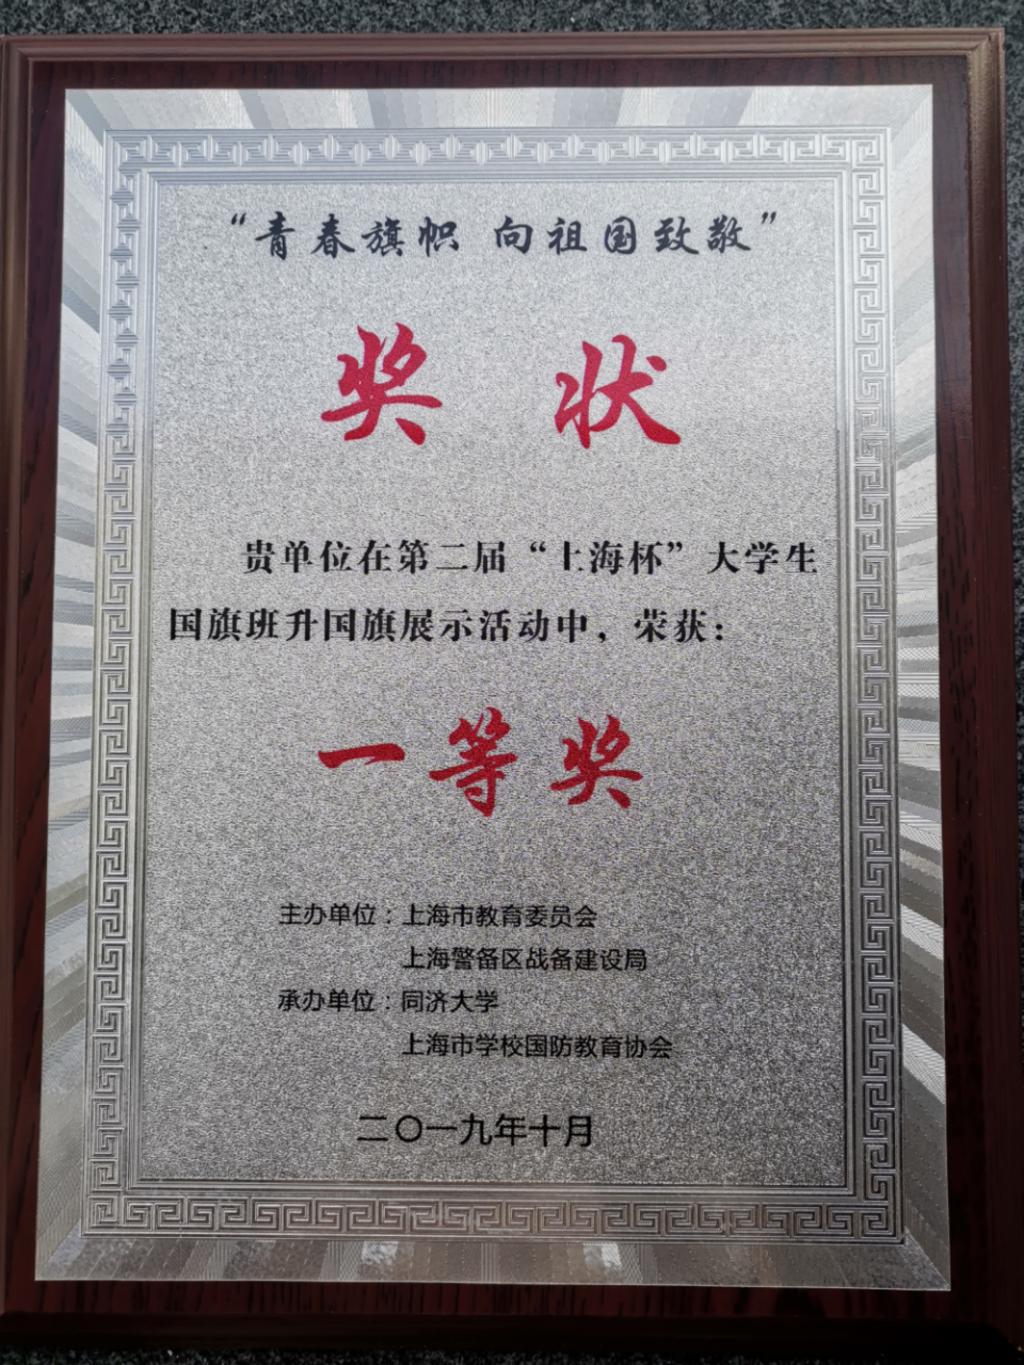 “青春旗帜 向祖国致敬”
奖 状
贵单位在第二届“上海杯”大学生
国旗班升国旗展示活动中，荣获：
一等奖
主办单位：上海市教育委员会
上海警备区战备建设局
承办单位：同济大学
上海市学校国防教育协会
二〇一九年十月